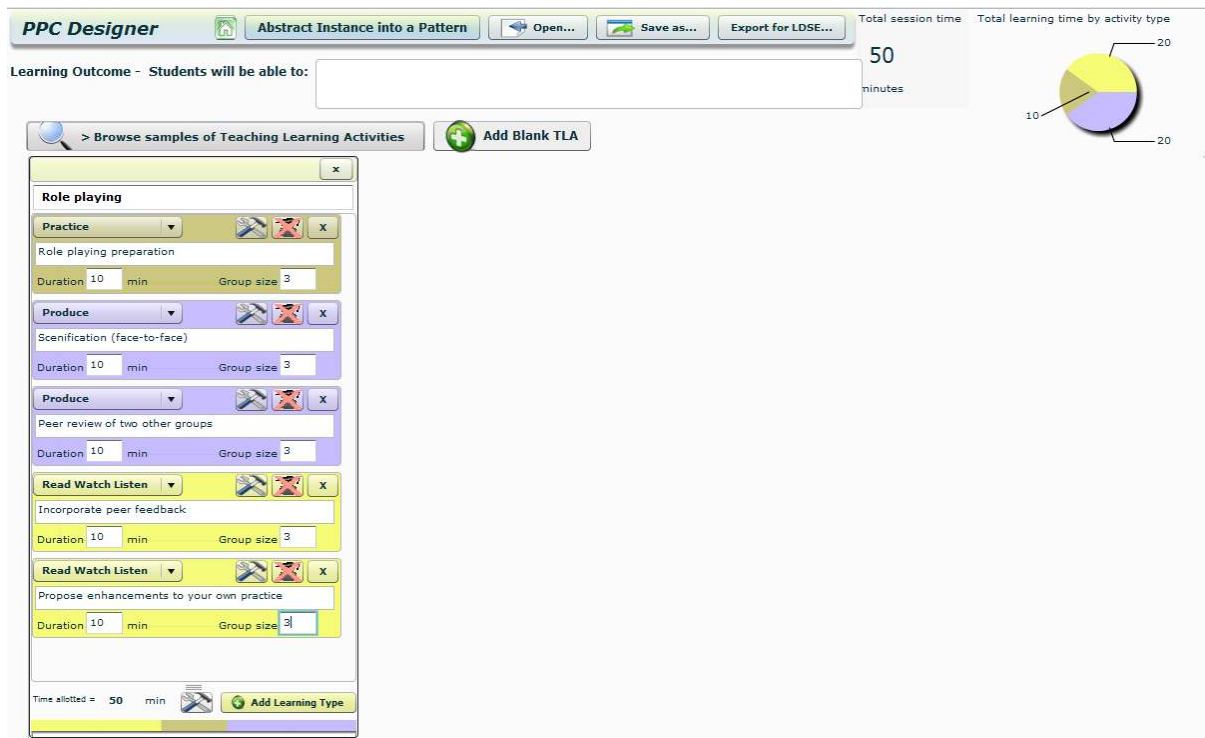 PPC Designer
Abstract Instance into a Pattern
Open...
Save as...
Export for LDSE...
Total session time
50
minutes
Total learning time by activity type
20
10
20
Learning Outcome - Students will be able to:
> Browse samples of Teaching Learning Activities
Add Blank TLA
x
Role playing
Practice x
Role playing preparation
Duration 10 min Group size 3
Produce x
Scenification (face-to-face)
Duration 10 min Group size 3
Produce x
Peer review of two other groups
Duration 10 min Group size 3
Read Watch Listen x
Incorporate peer feedback
Duration 10 min Group size 3
Read Watch Listen x
Propose enhancements to your own practice
Duration 10 min Group size 3
Time allotted = 50 min Add Learning Type